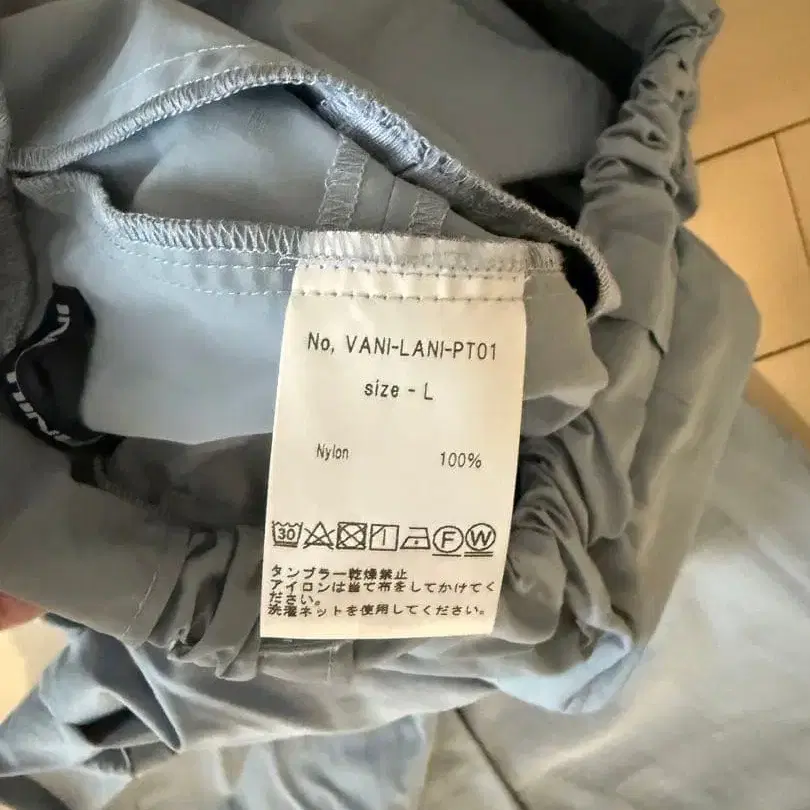 No, VANI-LANI-PT01
size - L
Nylon 100%
30
F W
タンブラー乾燥禁止
アイロンは当て布をしてかけてく
ださい。
洗濯ネットを使用してください。